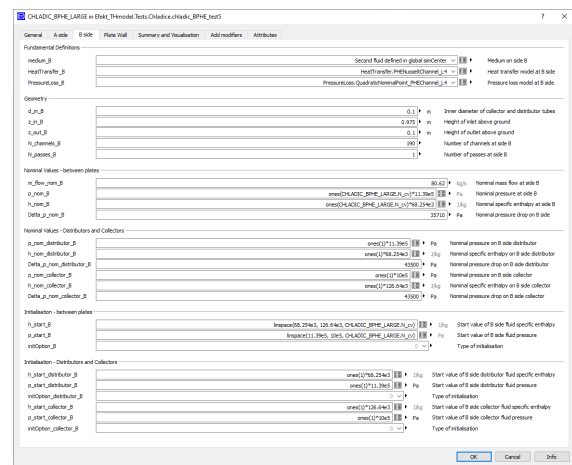 CHLADIC_BPHE_LARGE in Efekt_THmodel.Tests.Chladice.chladic_BPHE_test5 ? ×
General A side B side Plate Wall Summary and Visualisation Add modifiers Attributes
Fundamental Definitions
medium_B Second fluid defined in global simCenter Medium on side B
HeatTransfer_B HeatTransfer.PHENusseltChannel_L4 Heat transfer model at B side
PressureLoss_B PressureLoss.QuadraticNominalPoint_PHEChannel_L4 Pressure loss model at B side
Geometry
d_in_B 0.1 m Inner diameter of collector and distributor tubes
z_in_B 0.975 m Height of inlet above ground
z_out_B 0.1 m Height of outlet above ground
N_channels_B 190 Number of channels at side B
N_passes_B 1 Number of passes at side B
Nominal Values - between plates
m_flow_nom_B 80.62 kg/s Nominal mass flow at side B
p_nom_B ones(CHLADIC_BPHE_LARGE.N_cv)*11.39e5 Pa Nominal pressure at side B
h_nom_B ones(CHLADIC_BPHE_LARGE.N_cv)*68.254e3 J/kg Nominal specific enthalpy at side B
Delta_p_nom_B 35710 Pa Nominal pressure drop on B side
Nominal Values - Distributors and Collectors
p_nom_distributor_B ones(1)*11.39e5 Pa Nominal pressure on B side distributor
h_nom_distributor_B ones(1)*68.254e3 J/kg Nominal specific enthalpy on B side distributor
Delta_p_nom_distributor_B 43500 Pa Nominal pressure drop on B side distributor
p_nom_collector_B ones(1)*10e5 Pa Nominal pressure on B side collector
h_nom_collector_B ones(1)*126.64e3 J/kg Nominal specific enthalpy on B side collector
Delta_p_nom_collector_B 43500 Pa Nominal pressure drop on B side collector
Initialisation - between plates
h_start_B linspace(68.254e3, 126.64e3, CHLADIC_BPHE_LARGE.N_cv) J/kg Start value of B side fluid specific enthalpy
p_start_B linspace(11.39e5, 10e5, CHLADIC_BPHE_LARGE.N_cv) Pa Start value of B side fluid pressure
initOption_B 0 Type of initialisation
Initialisation - Distributors and Collectors
h_start_distributor_B ones(1)*68.254e3 J/kg Start value of B side distributor fluid specific enthalpy
p_start_distributor_B ones(1)*11.39e5 Pa Start value of B side distributor fluid pressure
initOption_distributor_B 0 Type of initialisation
h_start_collector_B ones(1)*126.64e3 J/kg Start value of B side collector fluid specific enthalpy
p_start_collector_B ones(1)*10e5 Pa Start value of B side collector fluid pressure
initOption_collector_B 0 Type of initialisation
OK Cancel Info